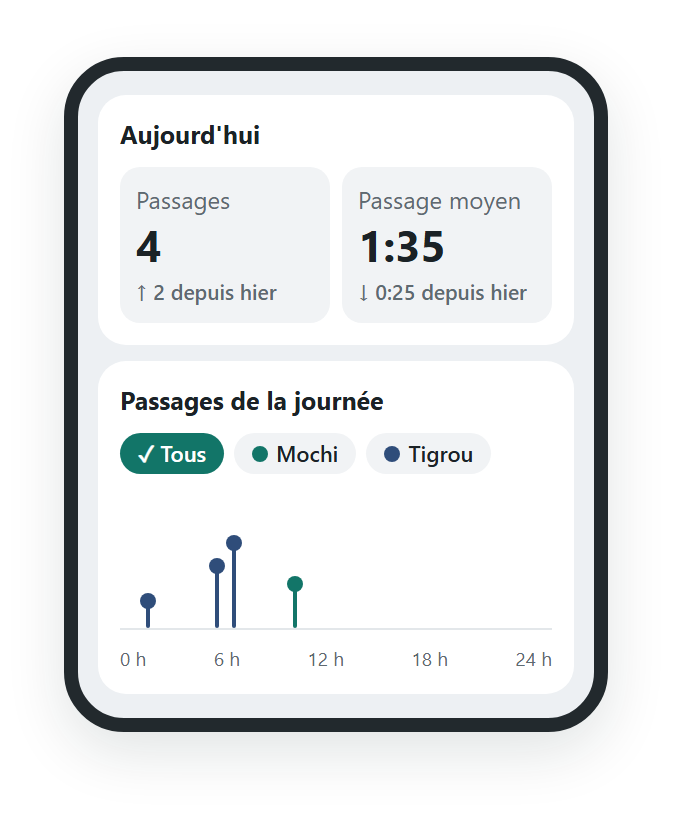 Aujourd'hui
Passages
4
↑ 2 depuis hier
Passage moyen
1:35
↓ 0:25 depuis hier
Passages de la journée
✓ Tous
Mochi
Tigrou
0 h 6 h 12 h 18 h 24 h